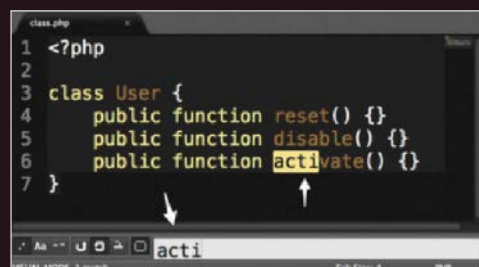 class.php ×
1 <?php
2
3 class User {
4 public function reset() {}
5 public function disable() {}
6 public function activate() {}
7 }
.* Aa "" acti